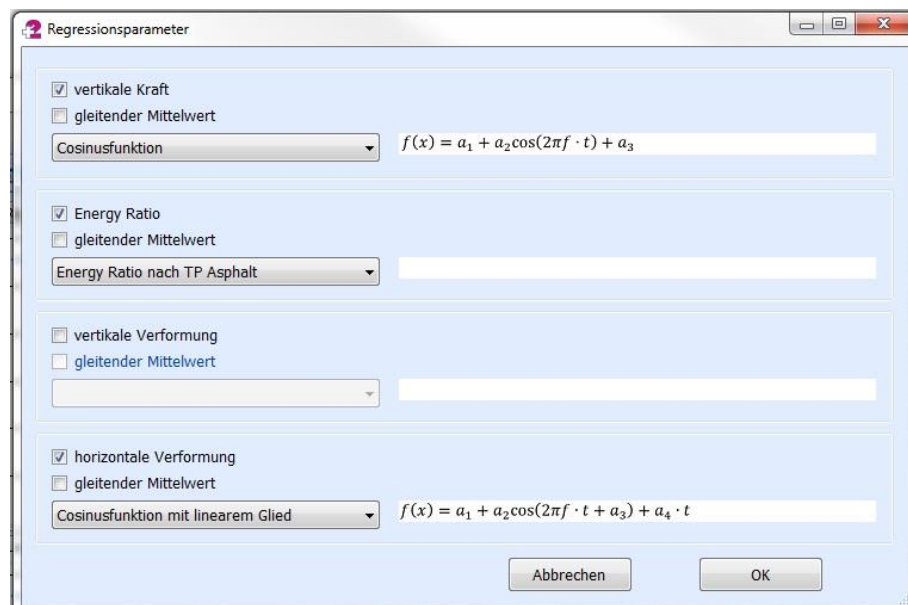 Regressionsparameter
vertikale Kraft
gleitender Mittelwert
Cosinusfunktion
f(x) = a₁ + a₂cos(2πf · t) + a₃
Energy Ratio
gleitender Mittelwert
Energy Ratio nach TP Asphalt
vertikale Verformung
gleitender Mittelwert
horizontale Verformung
gleitender Mittelwert
Cosinusfunktion mit linearem Glied
f(x) = a₁ + a₂cos(2πf · t + a₃) + a₄ · t
Abbrechen
OK